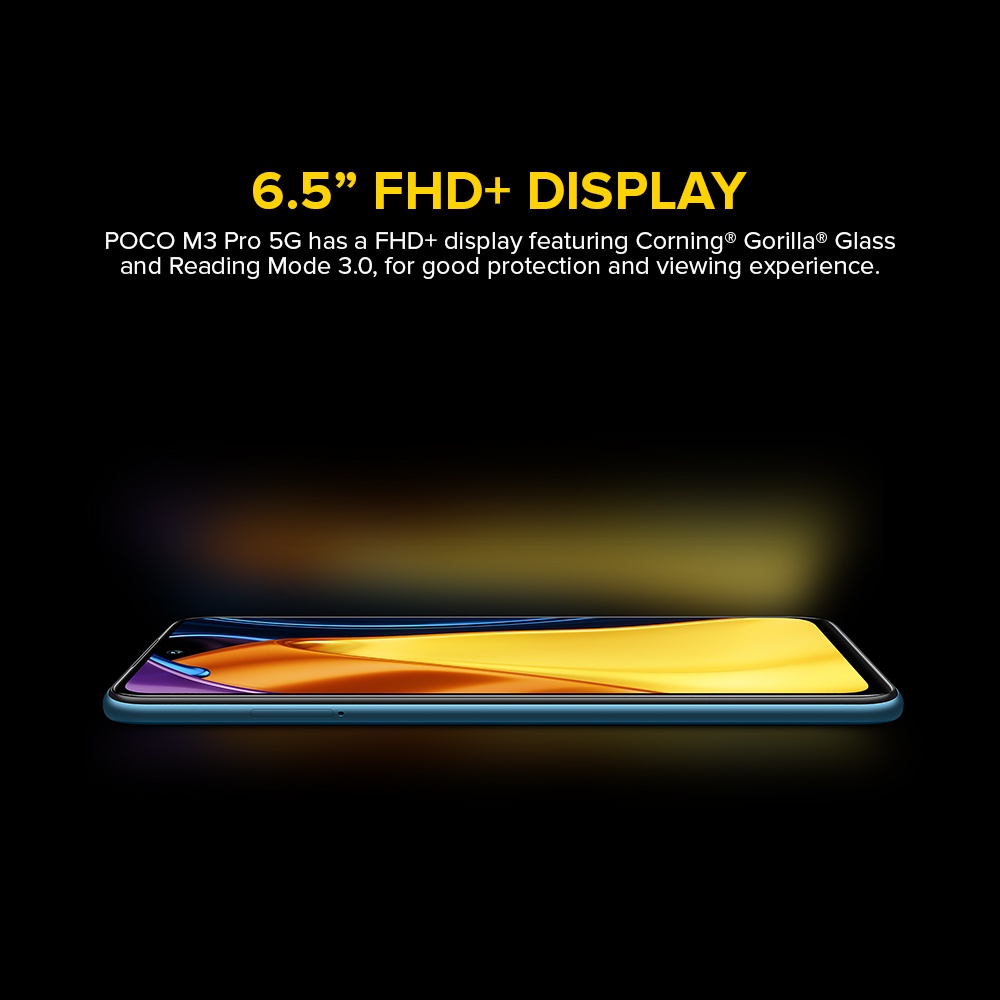 6.5” FHD+ DISPLAY
POCO M3 Pro 5G has a FHD+ display featuring Corning® Gorilla® Glass
and Reading Mode 3.0, for good protection and viewing experience.